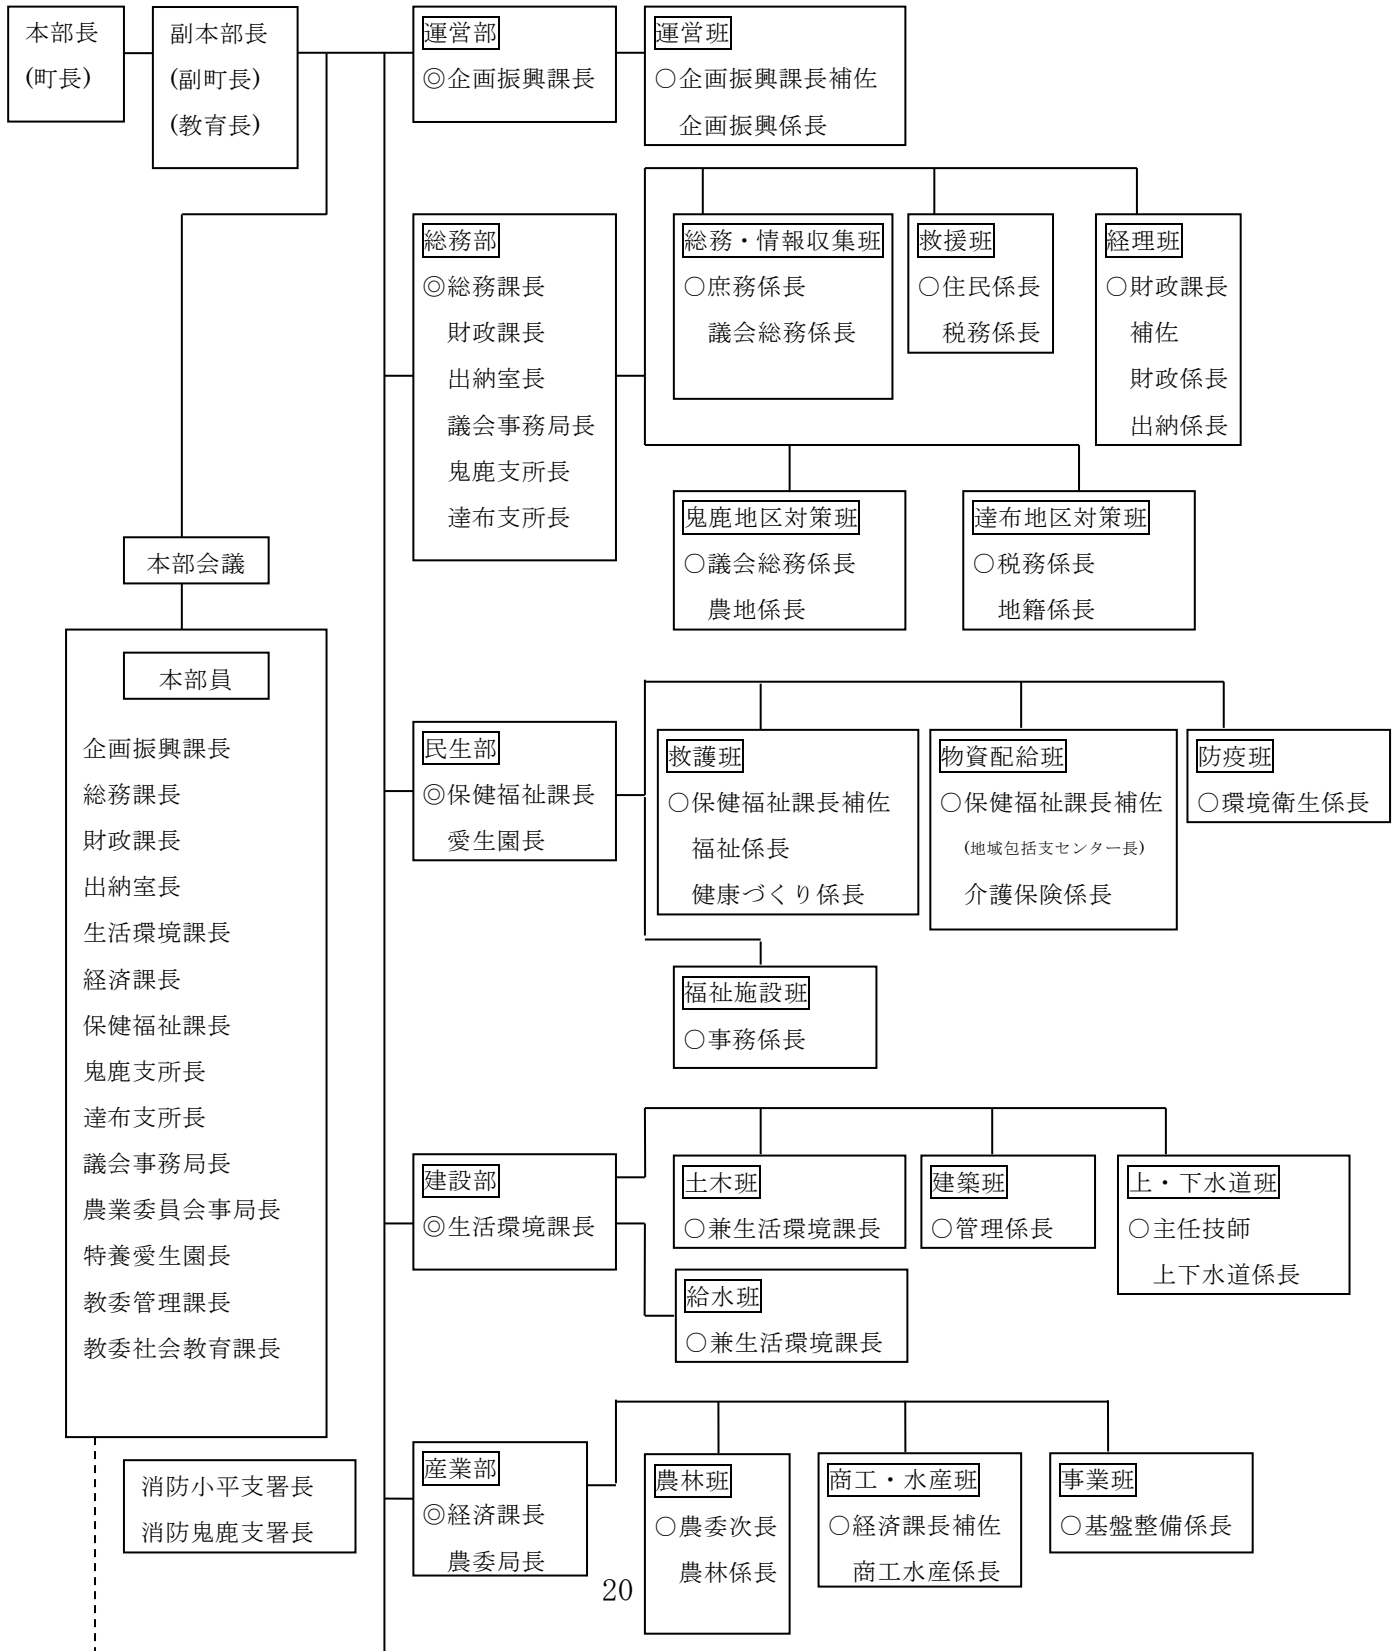 本部長
(町長)
副本部長
(副町長)
(教育長)
運営部
◎企画振興課長
運営班
○企画振興課長補佐
企画振興係長
総務部
◎総務課長
財政課長
出納室長
議会事務局長
鬼鹿支所長
達布支所長
総務・情報収集班
○庶務係長
議会総務係長
救援班
○住民係長
税務係長
経理班
○財政課長
補佐
財政係長
出納係長
鬼鹿地区対策班
○議会総務係長
農地係長
達布地区対策班
○税務係長
地籍係長
本部会議
本部員
企画振興課長
総務課長
財政課長
出納室長
生活環境課長
経済課長
保健福祉課長
鬼鹿支所長
達布支所長
議会事務局長
農業委員会事局長
特養愛生園長
教委管理課長
教委社会教育課長
民生部
◎保健福祉課長
愛生園長
救護班
○保健福祉課長補佐
福祉係長
健康づくり係長
物資配給班
○保健福祉課長補佐
(地域包括支センター長)
介護保険係長
防疫班
○環境衛生係長
福祉施設班
○事務係長
建設部
◎生活環境課長
土木班
○兼生活環境課長
建築班
○管理係長
上・下水道班
○主任技師
上下水道係長
給水班
○兼生活環境課長
消防小平支署長
消防鬼鹿支署長
産業部
◎経済課長
農委局長
農林班
○農委次長
農林係長
商工・水産班
○経済課長補佐
商工水産係長
事業班
○基盤整備係長
20